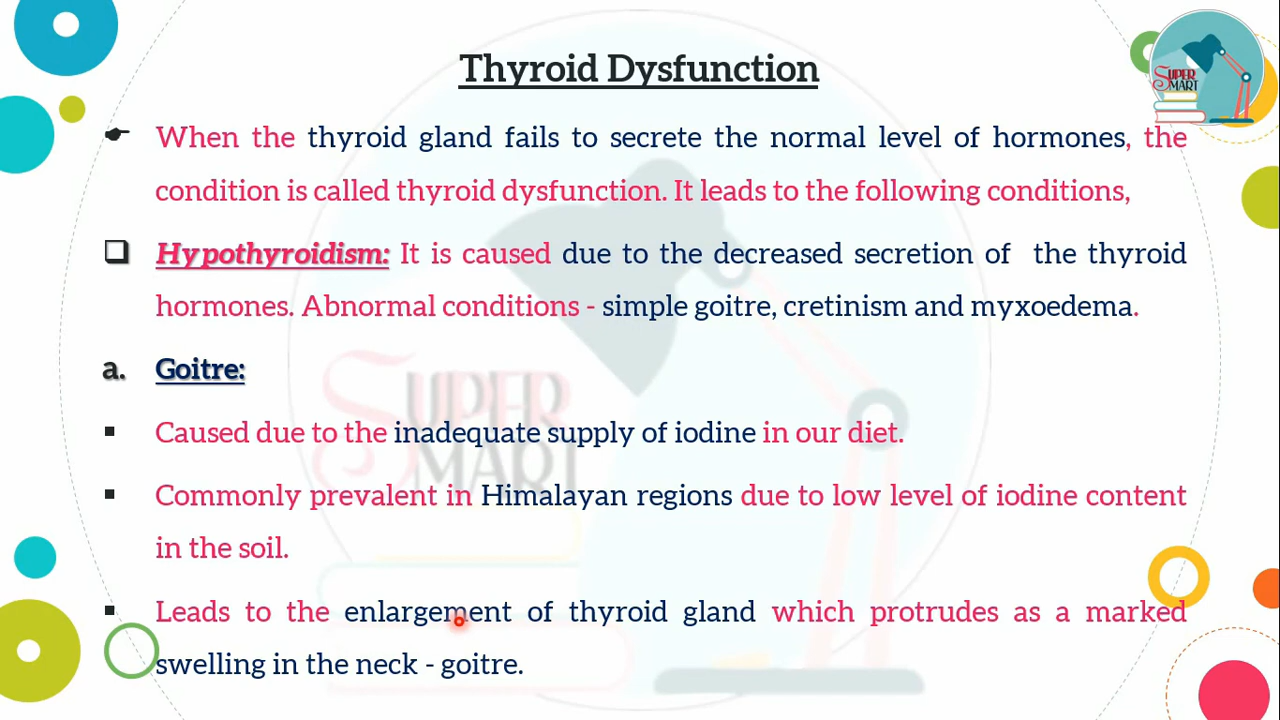 Thyroid Dysfunction
SUPER
MART
☛ When the thyroid gland fails to secrete the normal level of hormones, the
condition is called thyroid dysfunction. It leads to the following conditions,
❑ Hypothyroidism: It is caused due to the decreased secretion of the thyroid
hormones. Abnormal conditions - simple goitre, cretinism and myxoedema.
a. Goitre:
SUPER
MART
▪ Caused due to the inadequate supply of iodine in our diet.
▪ Commonly prevalent in Himalayan regions due to low level of iodine content
in the soil.
▪ Leads to the enlargement of thyroid gland which protrudes as a marked
swelling in the neck - goitre.